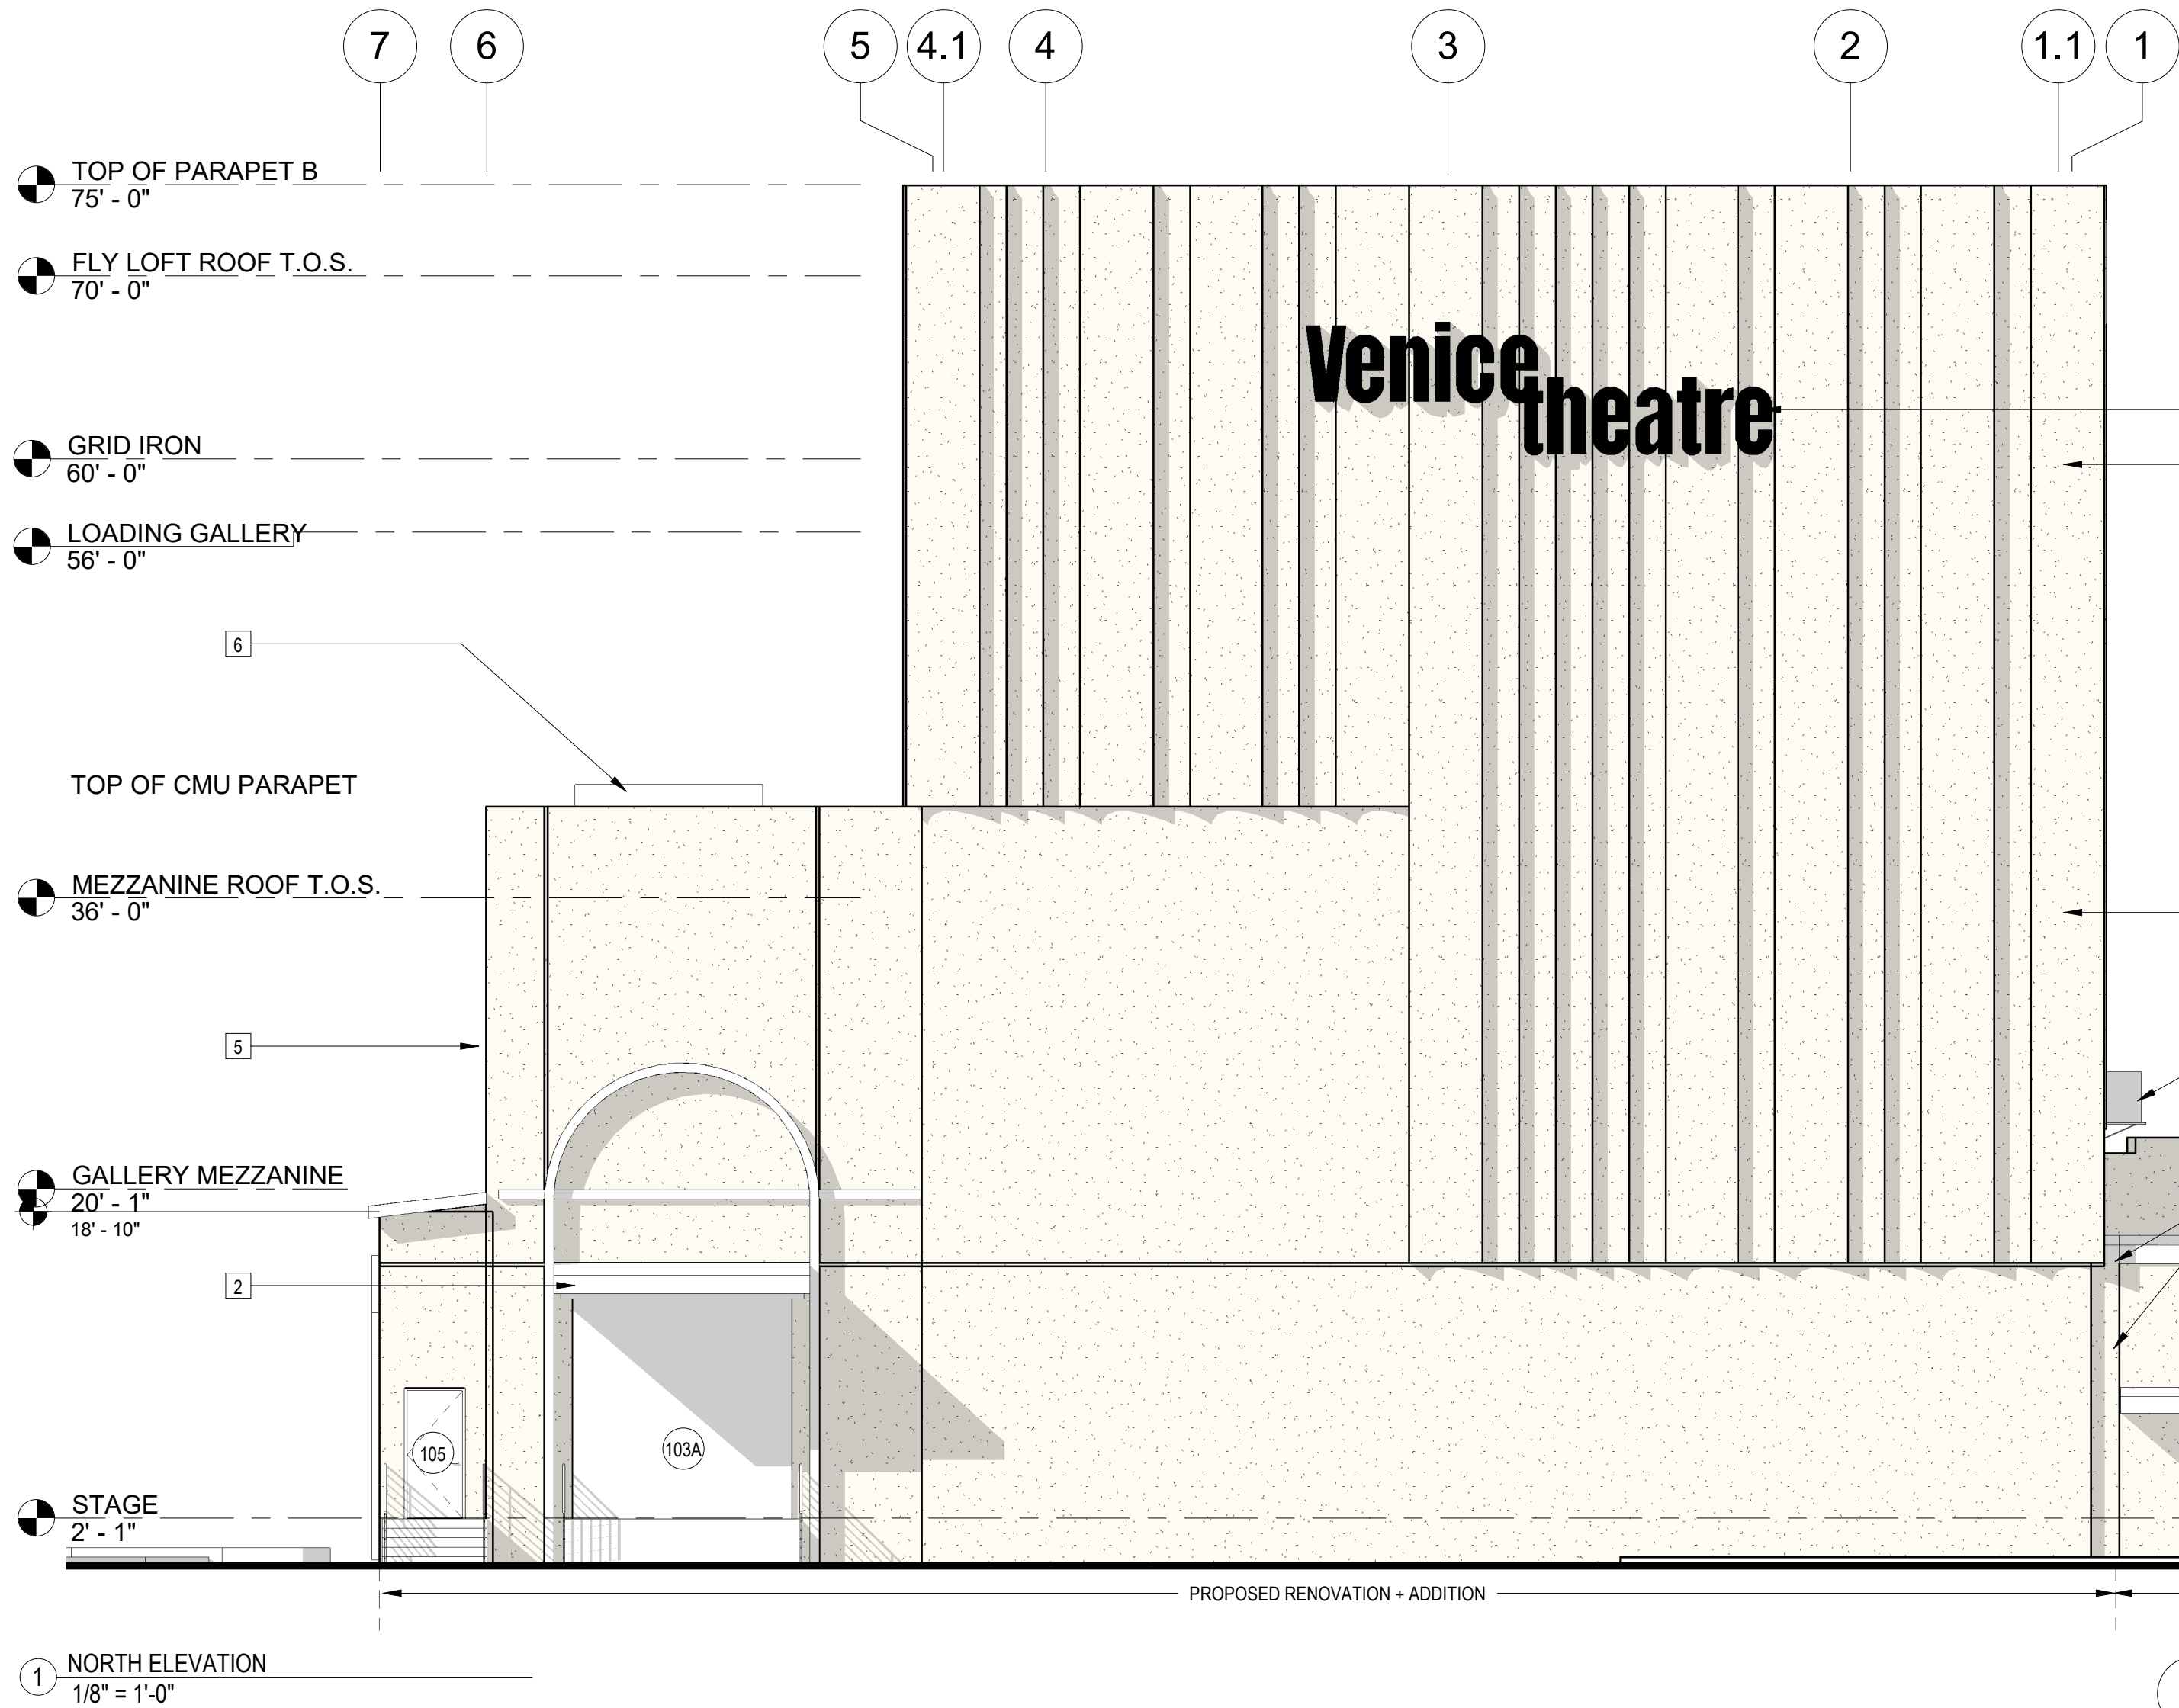 7 6 5 4.1 4 3 2 1.1 1
TOP OF PARAPET B
75' - 0"
FLY LOFT ROOF T.O.S.
70' - 0"
Venice
theatre
GRID IRON
60' - 0"
LOADING GALLERY
56' - 0"
6
TOP OF CMU PARAPET
MEZZANINE ROOF T.O.S.
36' - 0"
5
GALLERY MEZZANINE
20' - 1"
18' - 10"
2
105
103A
STAGE
2' - 1"
PROPOSED RENOVATION + ADDITION
1
NORTH ELEVATION
1/8" = 1'-0"